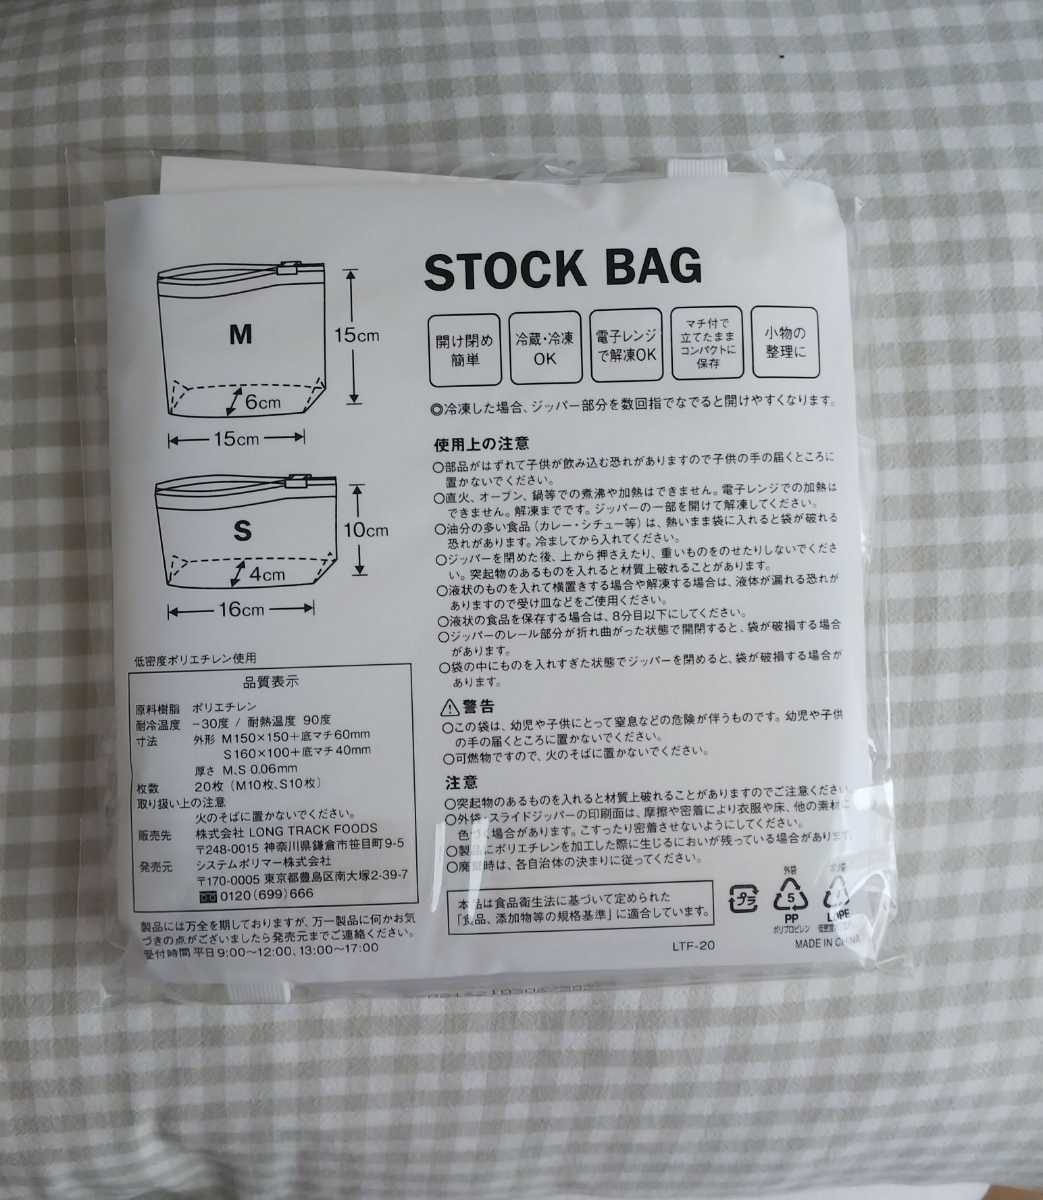 STOCK BAG
開け閉め
簡単
冷蔵・冷凍
OK
電子レンジ
で解凍OK
マチ付で
立てたまま
コンパクトに
保存
小物の
整理に
◎冷凍した場合、ジッパー部分を数回指でなでると開けやすくなります。
M
15cm
6cm
15cm
S
10cm
4cm
16cm
低密度ポリエチレン使用
品質表示
原料樹脂 ポリエチレン
耐冷温度 -30度 / 耐熱温度 90度
寸法 外形 M150×150+底マチ60mm
S160×100+底マチ40mm
厚さ M、S 0.06mm
枚数 20枚(M10枚、S10枚)
取り扱い上の注意
火のそばに置かないでください。
販売先 株式会社 LONG TRACK FOODS
〒248-0015 神奈川県鎌倉市笹目町9-5
発売元 システムポリマー株式会社
〒170-0005 東京都豊島区南大塚2-39-7
0120(699)666
製品には万全を期しておりますが、万一製品に何かお気
づきの点がございましたら発売元までご連絡ください。
受付時間 平日9:00〜12:00、13:00〜17:00
使用上の注意
○部品がはずれて子供が飲み込む恐れがありますので子供の手の届くところに
置かないでください。
○直火、オーブン、鍋等での煮沸や加熱はできません。電子レンジでの加熱は
できません。解凍までです。ジッパーの一部を開けて解凍してください。
○油分の多い食品(カレー・シチュー等)は、熱いまま袋に入れると袋が破れる
恐れがあります。冷ましてから入れてください。
○ジッパーを閉めた後、上から押さえたり、重いものをのせたりしないでくださ
い。突起物のあるものを入れると材質上破れることがあります。
○液状のものを入れて横置きする場合や解凍する場合は、液体が漏れる恐れが
ありますので受け皿などをご使用ください。
○液状の食品を保存する場合は、8分目以下にしてください。
○ジッパーのレール部分が折れ曲がった状態で開閉すると、袋が破損する場合
があります。
○袋の中にものを入れすぎた状態でジッパーを閉めると、袋が破損する場合が
あります。
⚠警告
○この袋は、幼児や子供にとって窒息などの危険が伴うものです。幼児や子供
の手の届くところに置かないでください。
○可燃物ですので、火のそばに置かないでください。
注意
○突起物のあるものを入れると材質上破れることがありますのでご注意ください
○外袋・スライドジッパーの印刷面は、摩擦や密着により衣服や床、他の素材に
色づく場合があります。こすったり密着させないようにしてください。
○製品にポリエチレンを加工した際に生じるにおいが残っている場合があります
○廃棄時は、各自治体の決まりに従ってください。
本品は食品衛生法に基づいて定められた
「食品、添加物等の規格基準」に適合しています。
プラ
外袋
5
PP
ポリプロピレン
LDPE
LTF-20
MADE IN CHINA